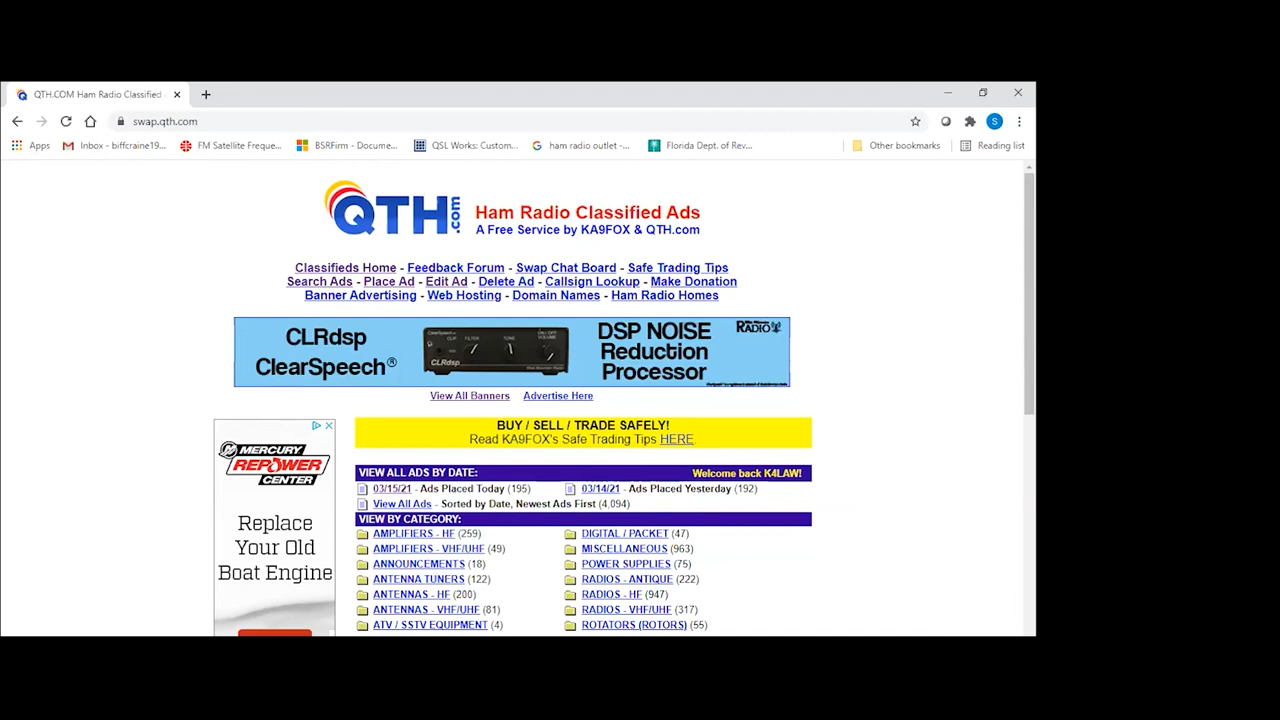 QTH.COM Ham Radio Classified
swap.qth.com
S
Apps Inbox - biffcraine19... FM Satellite Freque... BSRFirm - Docume... QSL Works: Custom... ham radio outlet -... Florida Dept. of Rev... Other bookmarks Reading list
QTH.com
Ham Radio Classified Ads
A Free Service by KA9FOX & QTH.com
Classifieds Home - Feedback Forum - Swap Chat Board - Safe Trading Tips
Search Ads - Place Ad - Edit Ad - Delete Ad - Callsign Lookup - Make Donation
Banner Advertising - Web Hosting - Domain Names - Ham Radio Homes
CLRdsp
ClearSpeech®
CLRdsp
DSP NOISE
Reduction
Processor
RADIO
View All Banners Advertise Here
MERCURY
REPOWER
CENTER
Replace
Your Old
Boat Engine
BUY / SELL / TRADE SAFELY!
Read KA9FOX's Safe Trading Tips HERE.
VIEW ALL ADS BY DATE: Welcome back K4LAW!
03/15/21 - Ads Placed Today (195) 03/14/21 - Ads Placed Yesterday (192)
View All Ads - Sorted by Date, Newest Ads First (4,094)
VIEW BY CATEGORY:
AMPLIFIERS - HF (259) DIGITAL / PACKET (47)
AMPLIFIERS - VHF/UHF (49) MISCELLANEOUS (963)
ANNOUNCEMENTS (18) POWER SUPPLIES (75)
ANTENNA TUNERS (122) RADIOS - ANTIQUE (222)
ANTENNAS - HF (200) RADIOS - HF (947)
ANTENNAS - VHF/UHF (81) RADIOS - VHF/UHF (317)
ATV / SSTV EQUIPMENT (4) ROTATORS (ROTORS) (55)